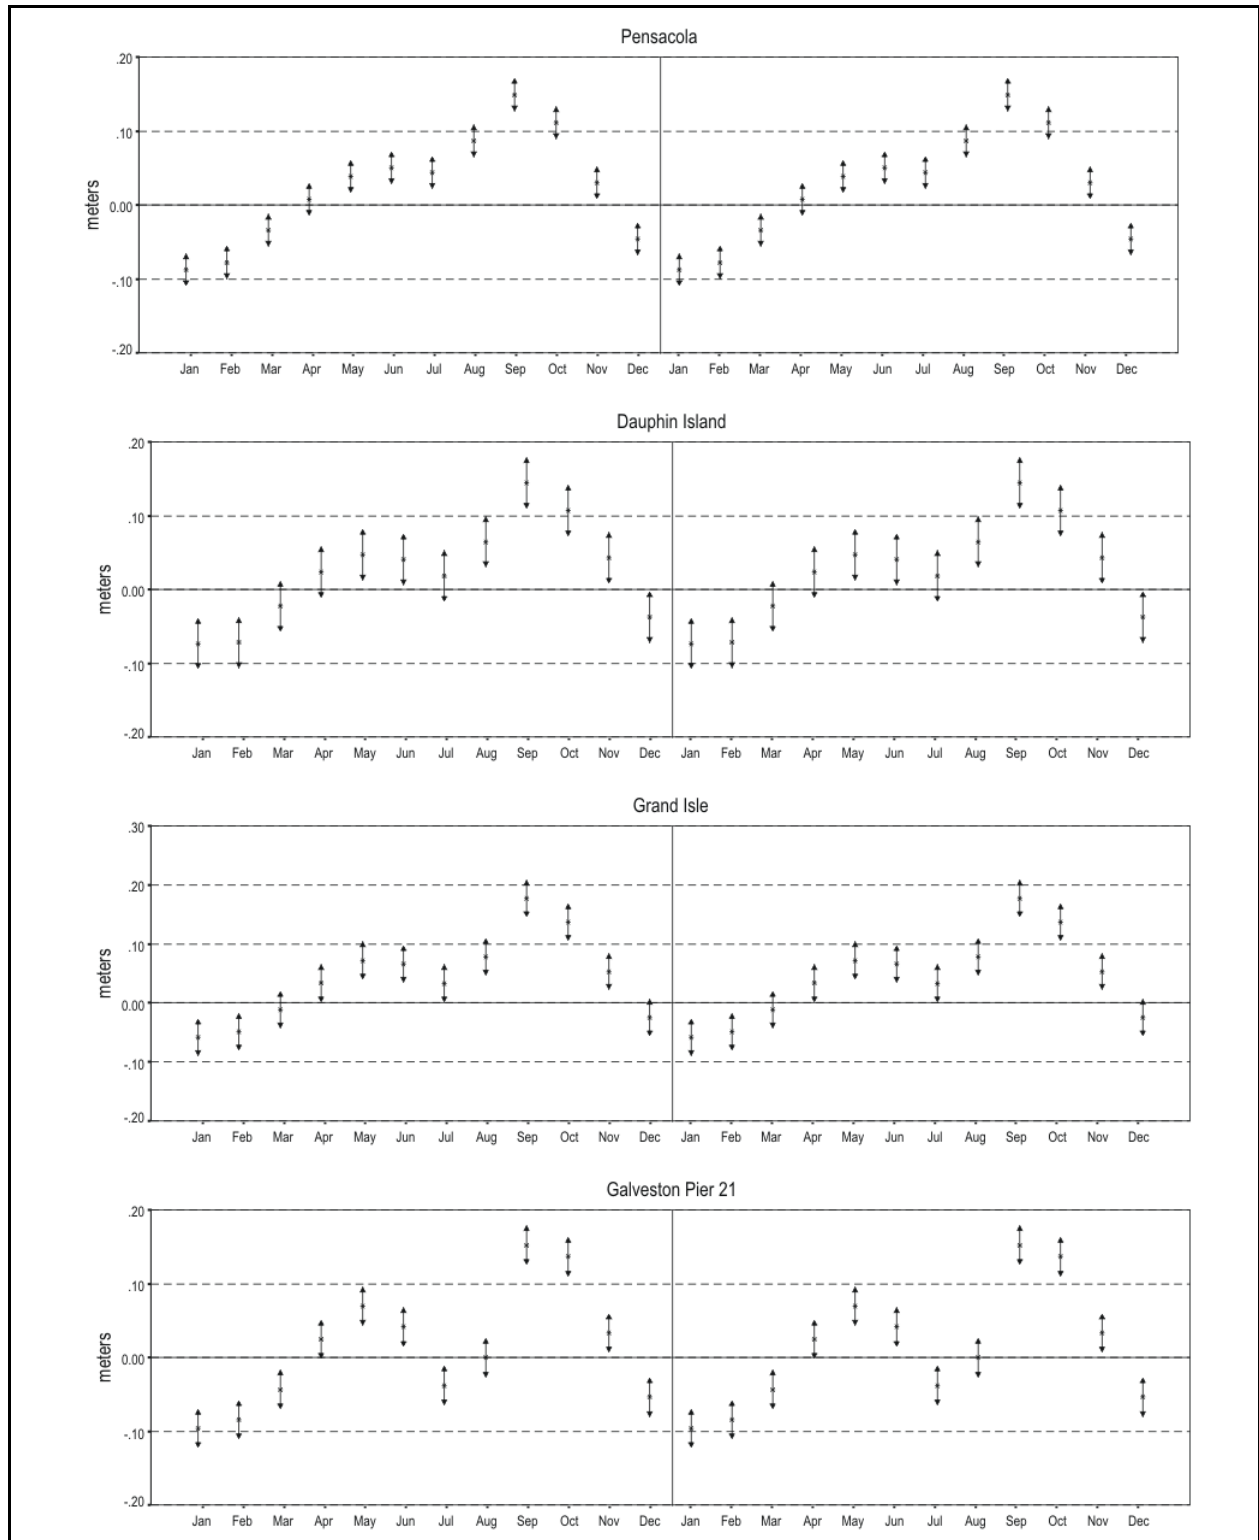 Pensacola
.20
.10
0.00
-.10
-.20
meters
Jan Feb Mar Apr May Jun Jul Aug Sep Oct Nov Dec Jan Feb Mar Apr May Jun Jul Aug Sep Oct Nov Dec
Dauphin Island
.20
.10
0.00
-.10
-.20
meters
Jan Feb Mar Apr May Jun Jul Aug Sep Oct Nov Dec Jan Feb Mar Apr May Jun Jul Aug Sep Oct Nov Dec
Grand Isle
.30
.20
.10
0.00
-.10
-.20
meters
Jan Feb Mar Apr May Jun Jul Aug Sep Oct Nov Dec Jan Feb Mar Apr May Jun Jul Aug Sep Oct Nov Dec
Galveston Pier 21
.20
.10
0.00
-.10
-.20
meters
Jan Feb Mar Apr May Jun Jul Aug Sep Oct Nov Dec Jan Feb Mar Apr May Jun Jul Aug Sep Oct Nov Dec